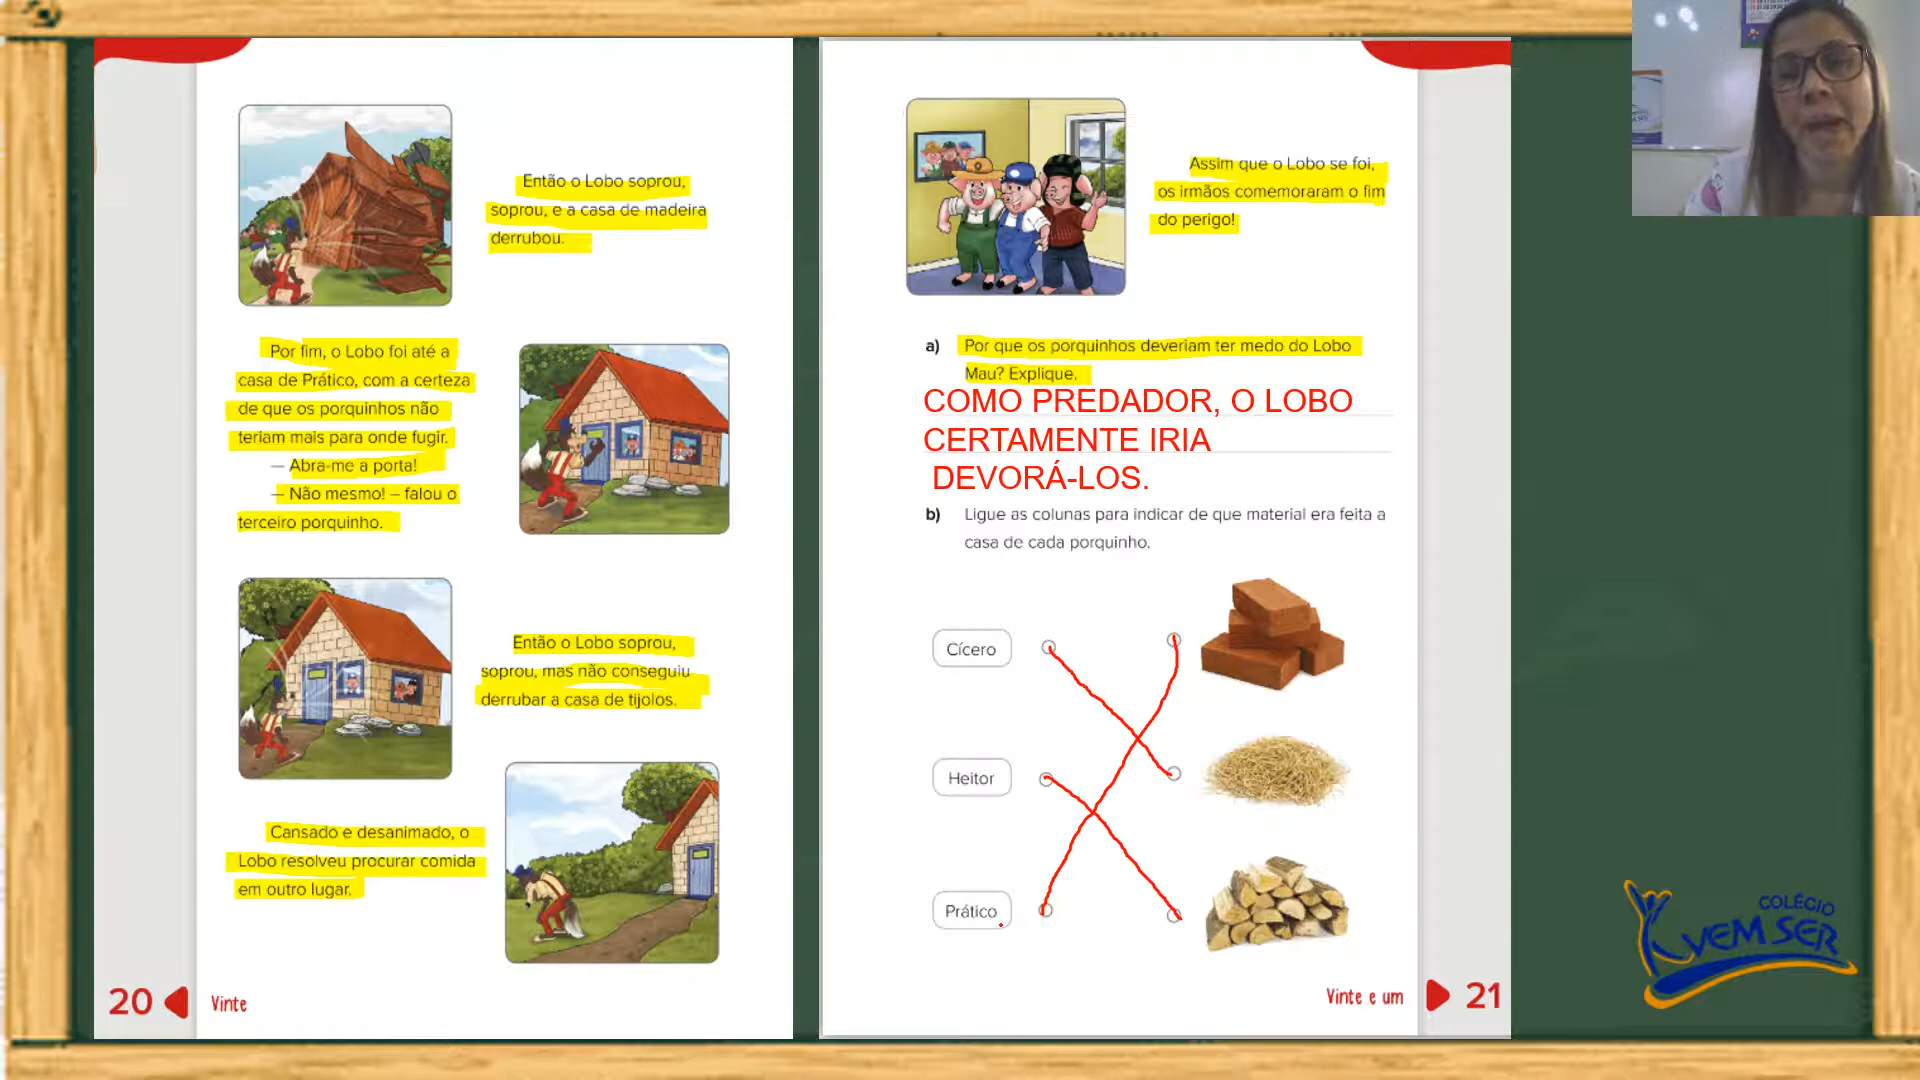 Então o Lobo soprou,
soprou, e a casa de madeira
derrubou.
Por fim, o Lobo foi até a
casa de Prático, com a certeza
de que os porquinhos não
teriam mais para onde fugir.
— Abra-me a porta!
— Não mesmo! – falou o
terceiro porquinho.
Então o Lobo soprou,
soprou, mas não conseguiu
derrubar a casa de tijolos.
Cansado e desanimado, o
Lobo resolveu procurar comida
em outro lugar.
20 Vinte
Assim que o Lobo se foi,
os irmãos comemoraram o fim
do perigo!
a) Por que os porquinhos deveriam ter medo do Lobo
Mau? Explique.
COMO PREDADOR, O LOBO
CERTAMENTE IRIA
DEVORÁ-LOS.
b) Ligue as colunas para indicar de que material era feita a
casa de cada porquinho.
Cícero
Heitor
Prático
Vinte e um 21
COLÉGIO
VEM SER